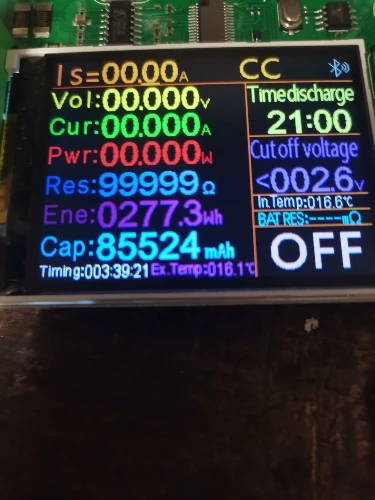 Is=00.00A CC
Vol:00.000v
Cur:00.000A
Pwr:00.000W
Res:99999Ω
Ene:0277.3Wh
Cap:85524mAh
Timing:003:39:21 Ex.Temp:016.1℃
Timedischarge
21:00
Cut off voltage
<002.6v
In.Temp:016.6℃
BAT RES:----mΩ
OFF